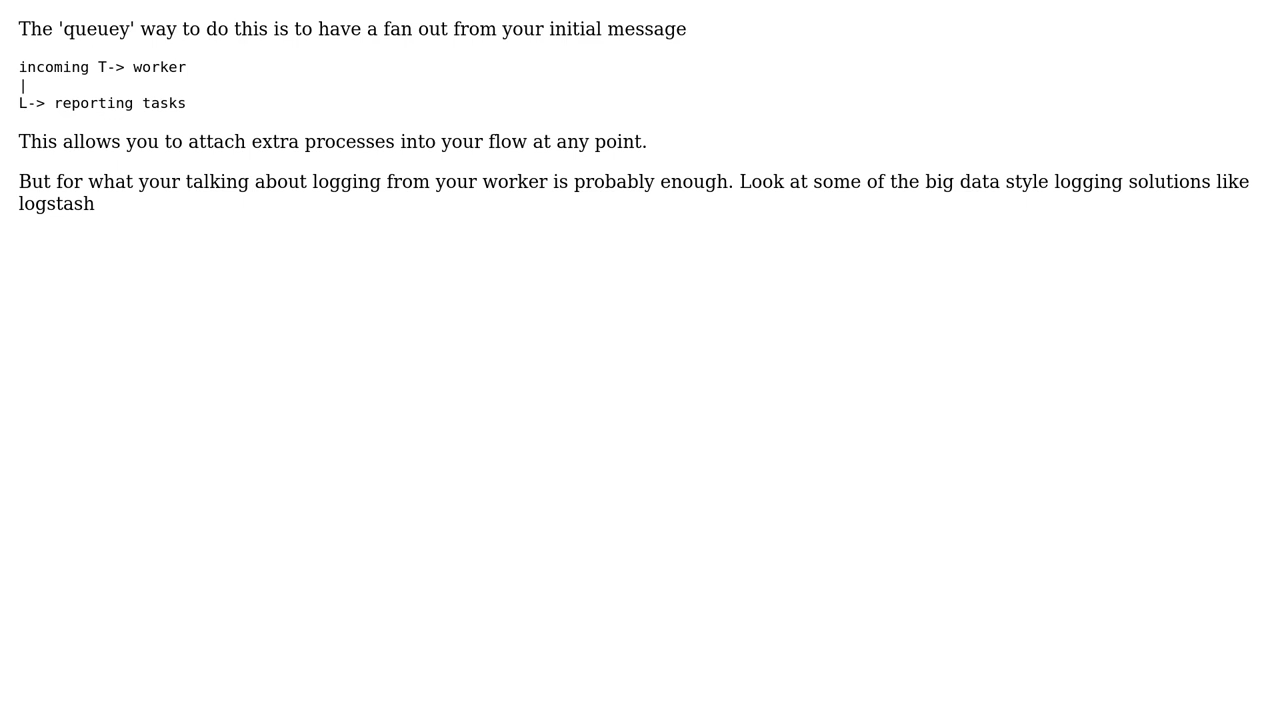 The 'queuey' way to do this is to have a fan out from your initial message
incoming T-> worker
|
L-> reporting tasks
This allows you to attach extra processes into your flow at any point.
But for what your talking about logging from your worker is probably enough. Look at some of the big data style logging solutions like
logstash